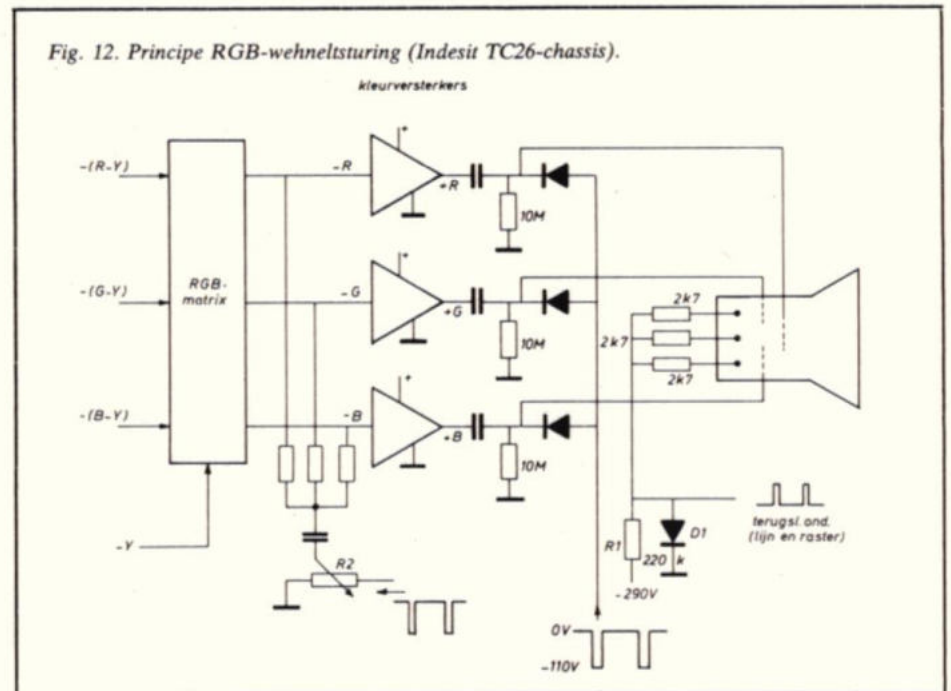 Fig. 12. Principe RGB-wehneltsturing (Indesit TC26-chassis).
kleurversterkers
+
-(R-Y)
-R
+R
10M
+
-(G-Y)
RGB-
matrix
-G
+G
10M
2k7
2k7
2k7
+
-(B-Y)
-B
+B
10M
-Y
R2
R1
220 k
D1
-290V
terugsl. ond.
(lijn en raster)
0V
-110V